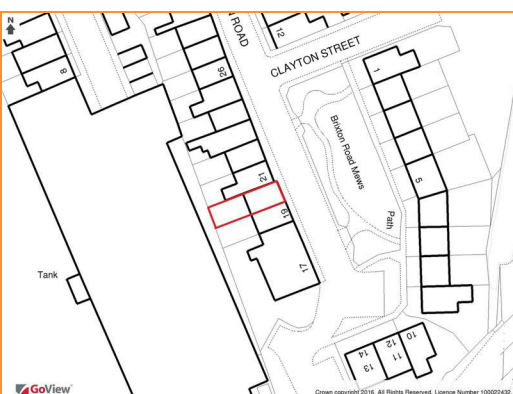 N
N ROAD
12
CLAYTON STREET
8
26
1
Brixton Road Mews
5
21
Path
19
17
Tank
10
12
14
11
13
GoView
Crown copyright 2016. All Rights Reserved. Licence Number 100022432.